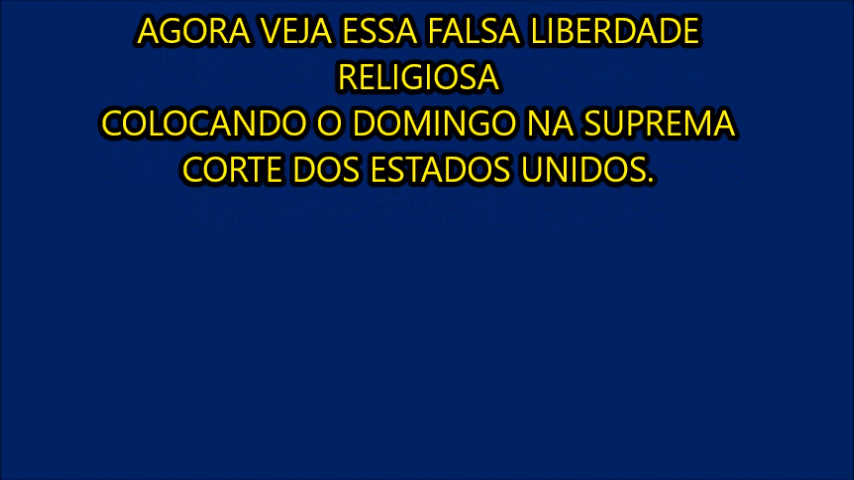 AGORA VEJA ESSA FALSA LIBERDADE
RELIGIOSA
COLOCANDO O DOMINGO NA SUPREMA
CORTE DOS ESTADOS UNIDOS.